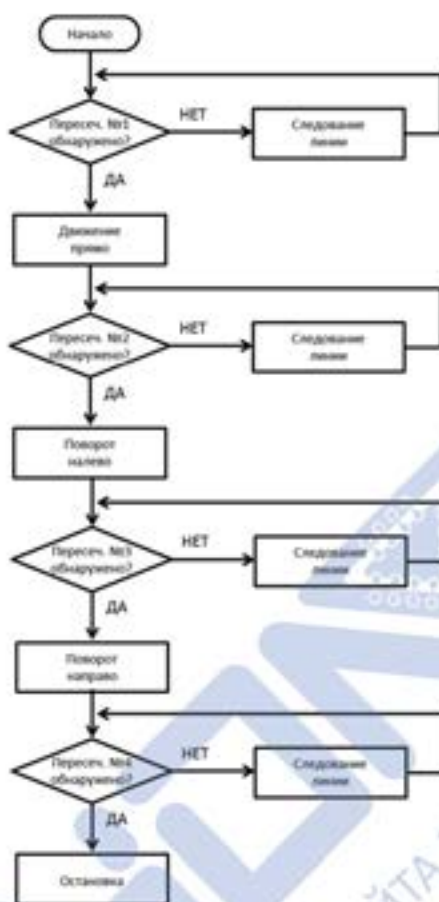 Начало
Пересеч. №1
обнаружено?
НЕТ
Следование
линии
ДА
Движение
прямо
Пересеч. №2
обнаружено?
НЕТ
Следование
линии
ДА
Поворот
налево
Пересеч. №3
обнаружено?
НЕТ
Следование
линии
ДА
Поворот
направо
Пересеч. №4
обнаружено?
НЕТ
Следование
линии
ДА
Остановка